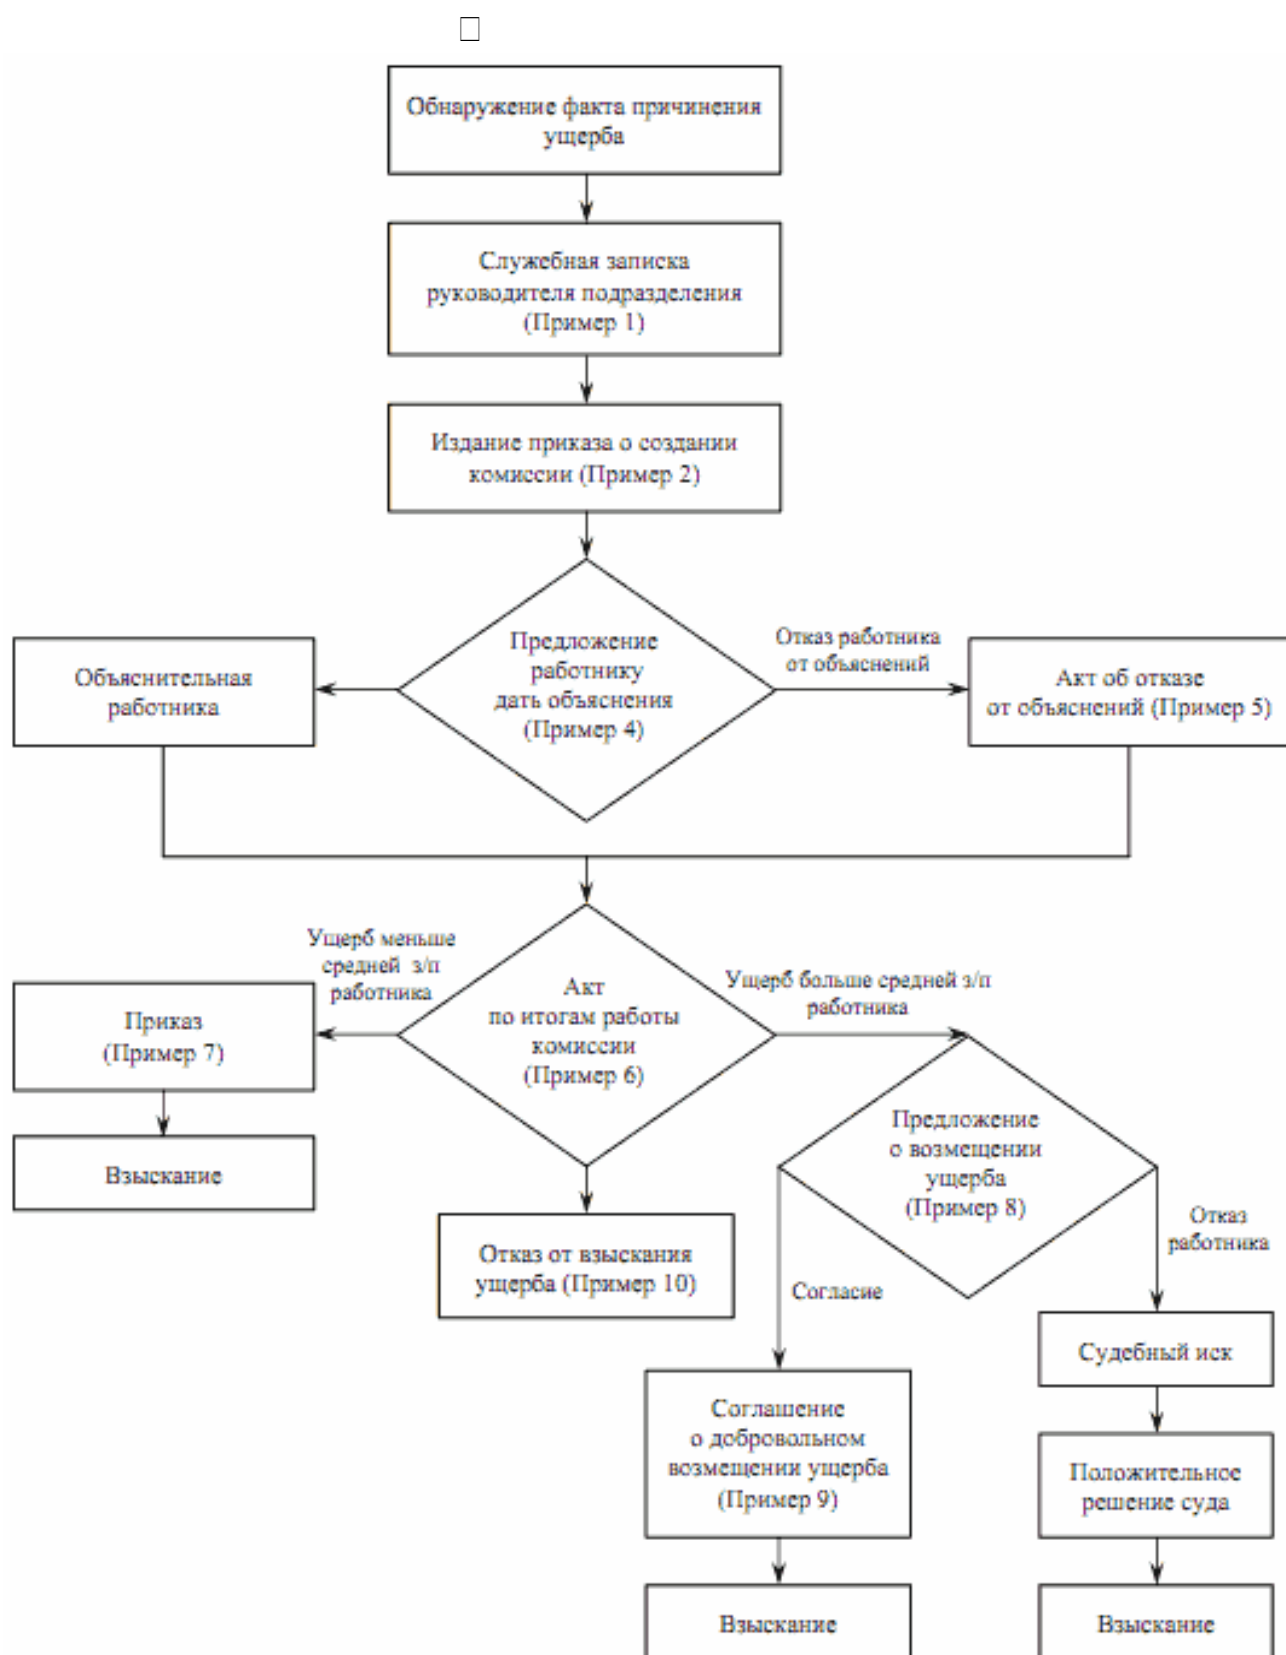 Обнаружение факта причинения
ущерба
Служебная записка
руководителя подразделения
(Пример 1)
Издание приказа о создании
комиссии (Пример 2)
Предложение
работнику
дать объяснения
(Пример 4)
Объяснительная
работника
Отказ работника
от объяснений
Акт об отказе
от объяснений (Пример 5)
Ущерб меньше
средней з/п
работника
Акт
по итогам работы
комиссии
(Пример 6)
Ущерб больше средней з/п
работника
Приказ
(Пример 7)
Взыскание
Предложение
о возмещении
ущерба
(Пример 8)
Отказ от взыскания
ущерба (Пример 10)
Согласие
Отказ
работника
Соглашение
о добровольном
возмещении ущерба
(Пример 9)
Взыскание
Судебный иск
Положительное
решение суда
Взыскание